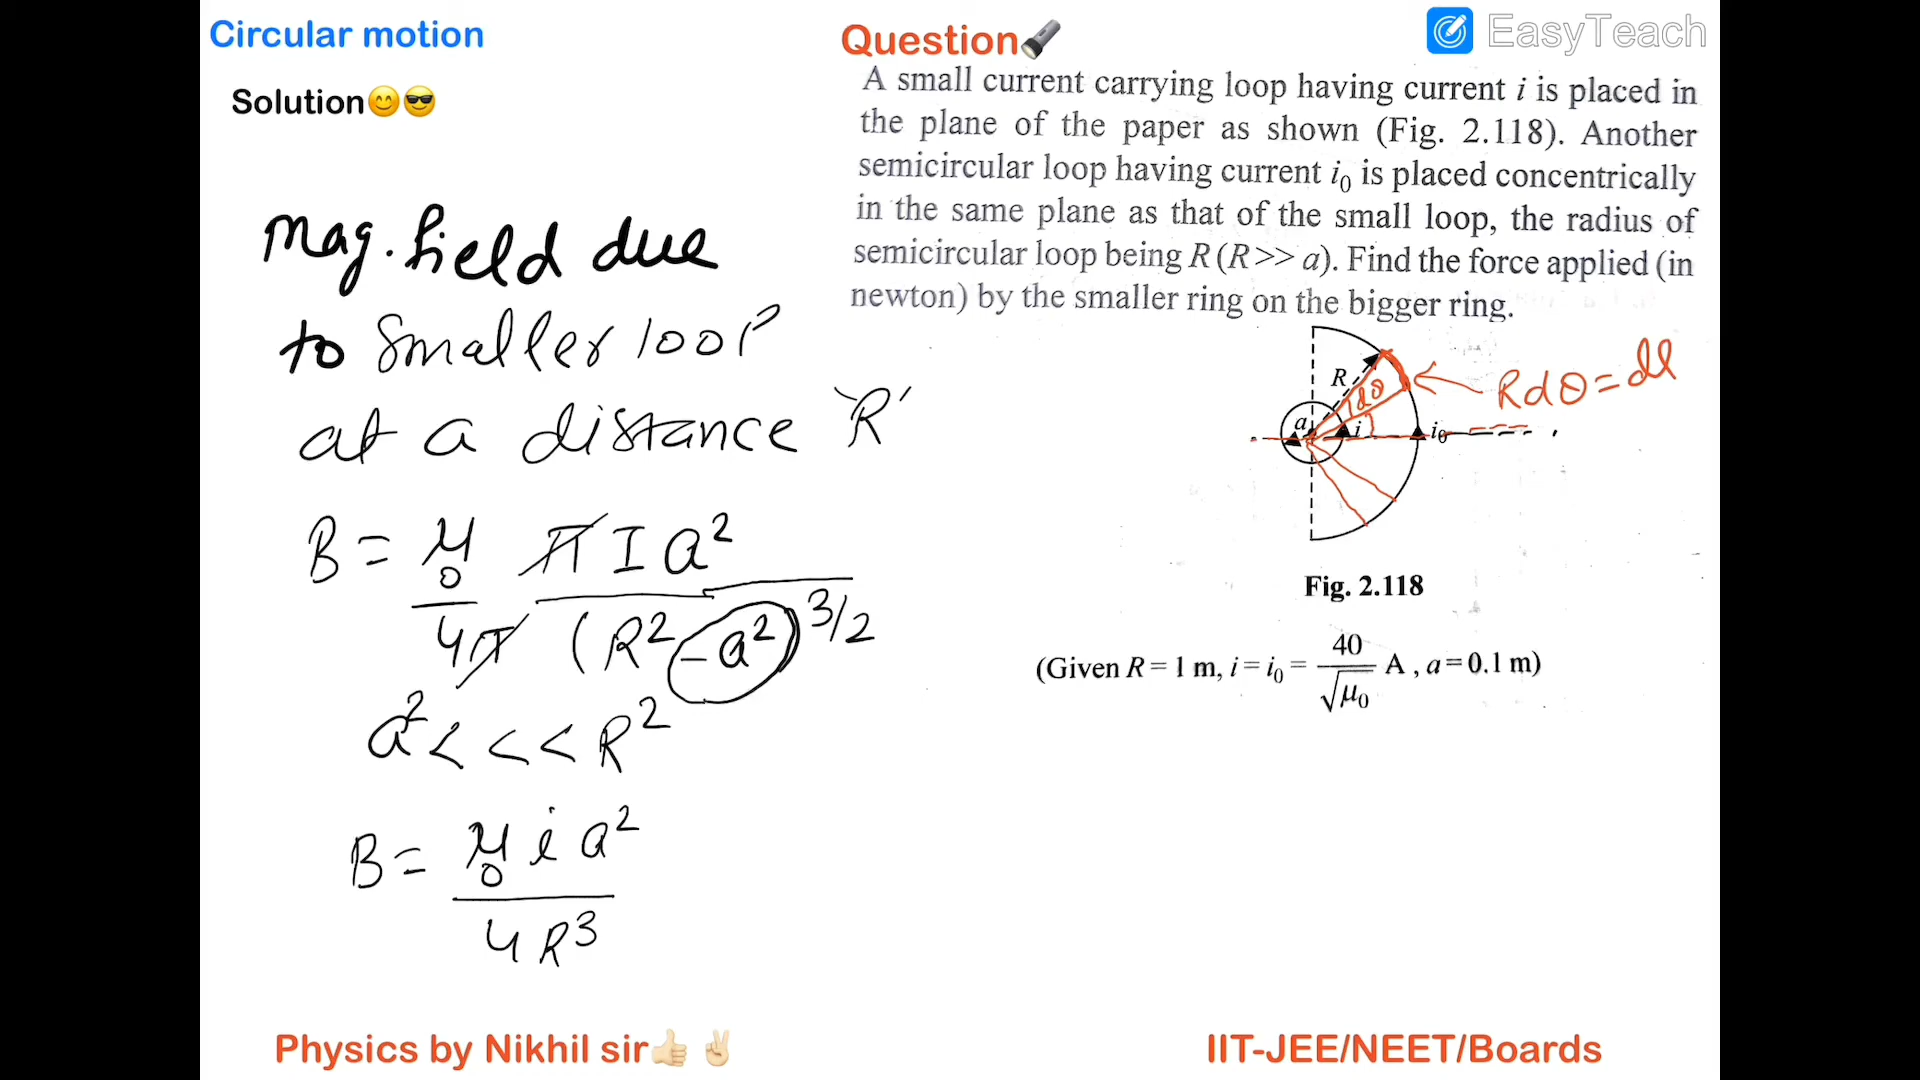 Circular motion
Solution😊😎
Mag. field due
to Smaller loop
at a distance 'R'
B = μ₀/4π πIa²/(R²-a²)^3/2
a² <<< R²
B = μ₀ia²/4R³
Question🔦
EasyTeach
A small current carrying loop having current i is placed in
the plane of the paper as shown (Fig. 2.118). Another
semicircular loop having current i₀ is placed concentrically
in the same plane as that of the small loop, the radius of
semicircular loop being R (R >> a). Find the force applied (in
newton) by the smaller ring on the bigger ring.
R
dθ
Rdθ = dl
a
i
i₀
Fig. 2.118
(Given R = 1 m, i = i₀ = 40/√μ₀ A , a = 0.1 m)
Physics by Nikhil sir👍🏻✌🏻
IIT-JEE/NEET/Boards